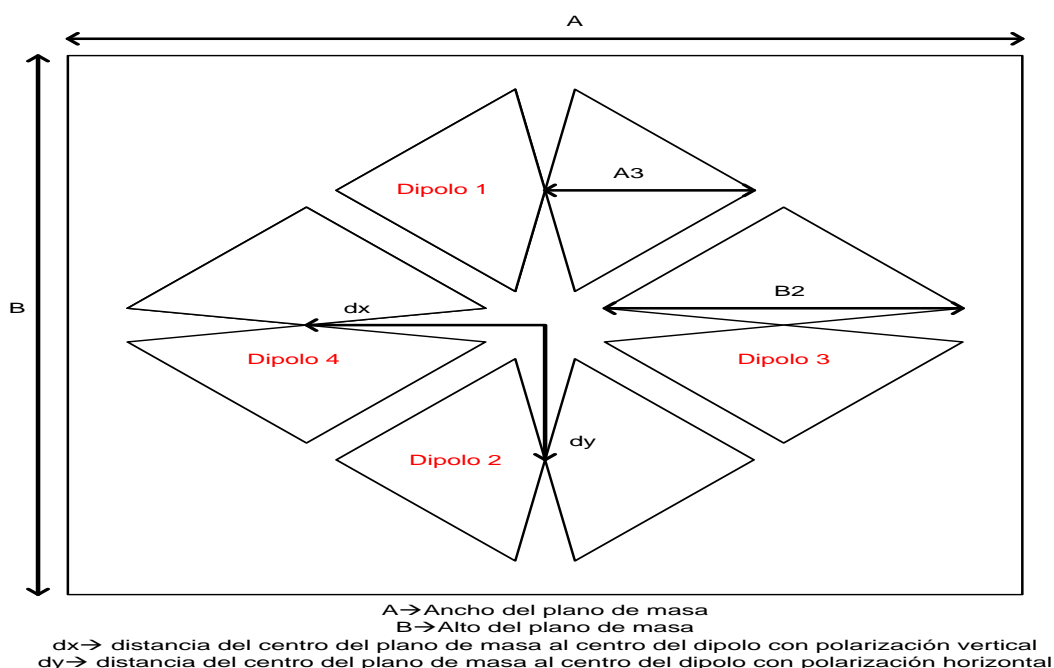 A
A3
Dipolo 1
B
B2
dx
Dipolo 4
Dipolo 3
dy
Dipolo 2
A→Ancho del plano de masa
B→Alto del plano de masa
dx→ distancia del centro del plano de masa al centro del dipolo con polarización vertical
dy→ distancia del centro del plano de masa al centro del dipolo con polarización horizontal